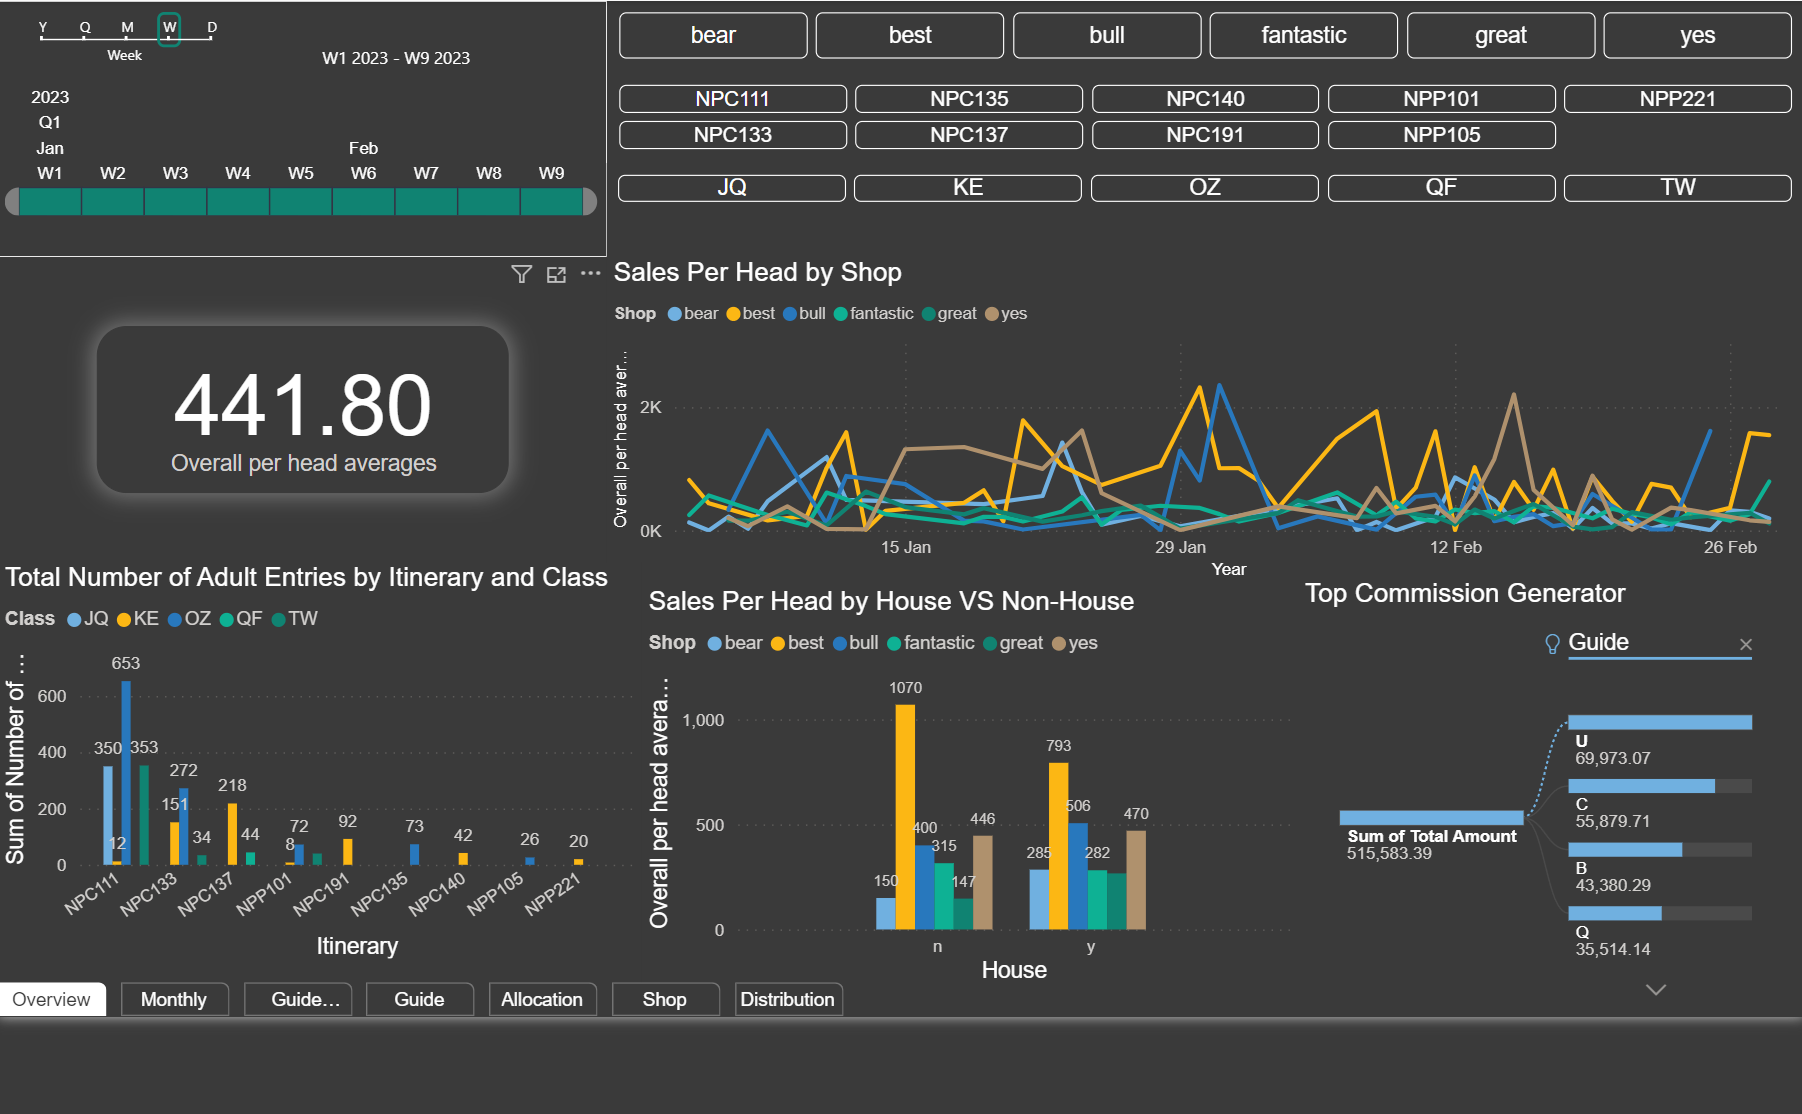 Y Q M W D
Week
W1 2023 - W9 2023
2023
Q1
Jan Feb
W1 W2 W3 W4 W5 W6 W7 W8 W9
bear best bull fantastic great yes
NPC111 NPC135 NPC140 NPP101 NPP221
NPC133 NPC137 NPC191 NPP105
JQ KE OZ QF TW
441.80
Overall per head averages
Sales Per Head by Shop
Shop bear best bull fantastic great yes
Overall per head aver...
2K
0K
15 Jan 29 Jan 12 Feb 26 Feb
Year
Total Number of Adult Entries by Itinerary and Class
Class JQ KE OZ QF TW
Sum of Number of ...
600
400
200
0
350 12 653 353
151 272 34
218 44
8 72
92
73
42
26
20
NPC111 NPC133 NPC137 NPP101 NPC191 NPC135 NPC140 NPP105 NPP221
Itinerary
Sales Per Head by House VS Non-House
Shop bear best bull fantastic great yes
Overall per head avera...
1,000
500
0
150 1070 400 315 147 446
285 793 506 282 470
n y
House
Top Commission Generator
Guide
Sum of Total Amount
515,583.39
U
69,973.07
C
55,879.71
B
43,380.29
Q
35,514.14
Overview Monthly Guide... Guide Allocation Shop Distribution